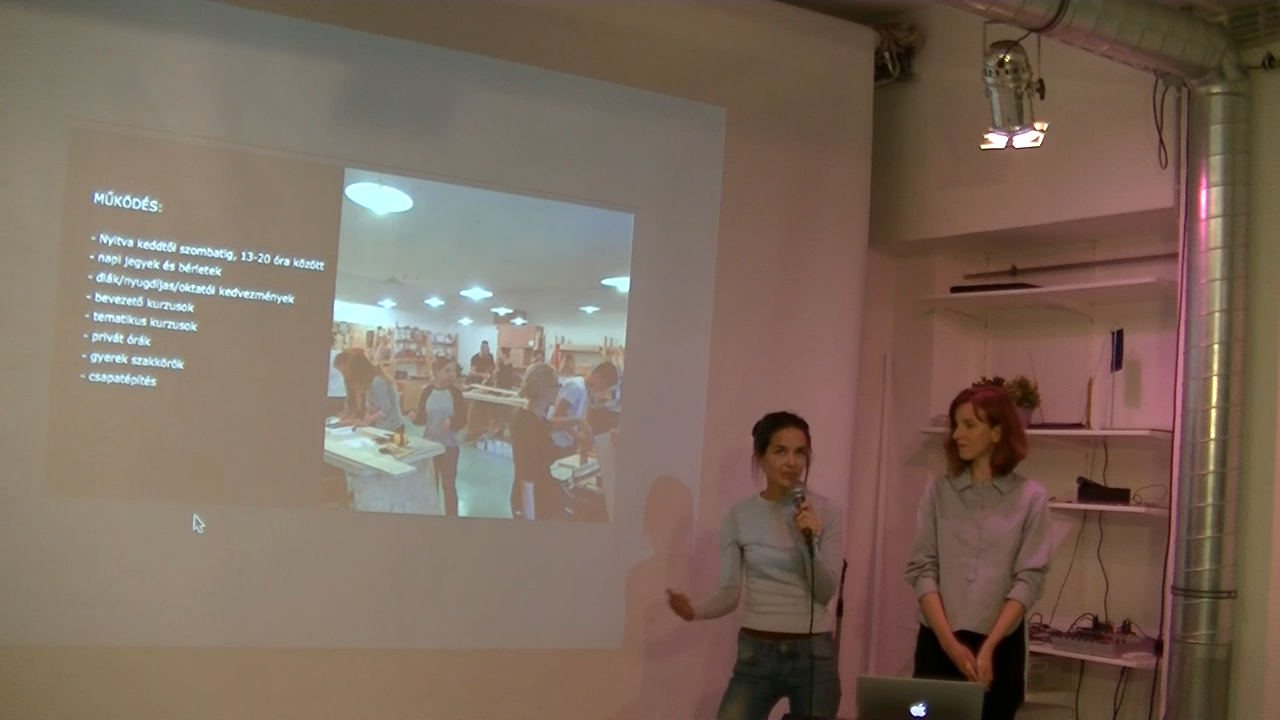 MŰKÖDÉS:
- Nyitva keddtől szombatig, 13-20 óra között
- napi jegyek és bérletek
- diák/nyugdíjas/oktatói kedvezmények
- bevezető kurzusok
- tematikus kurzusok
- privát órák
- gyerek szakkörök
- csapatépítés